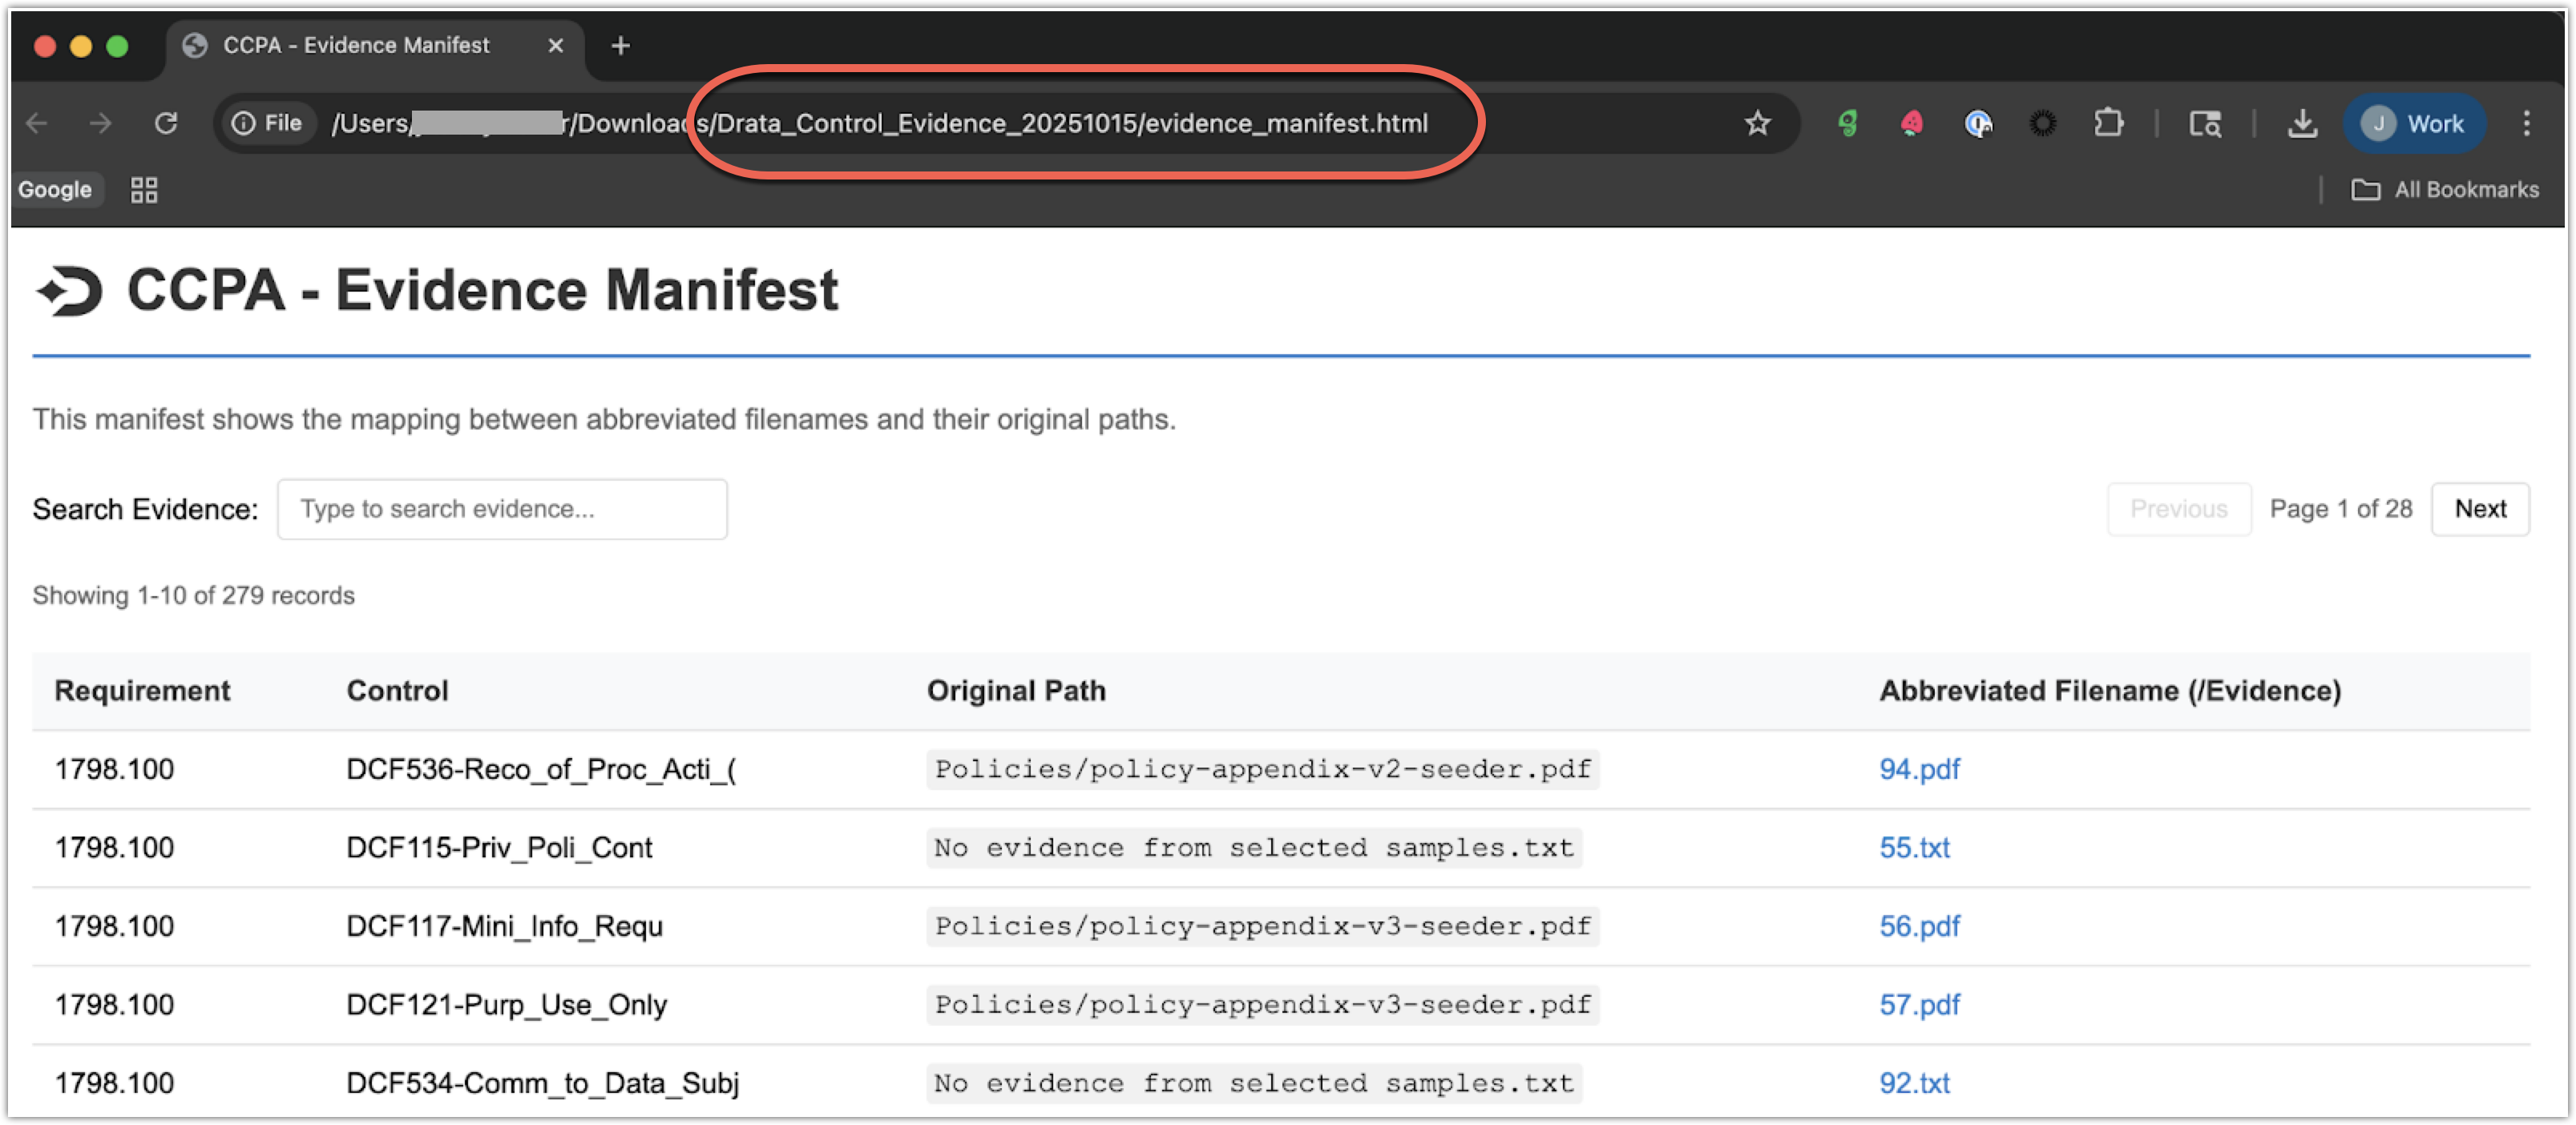 CCPA - Evidence Manifest
File /Users/ r/Downloads/Drata_Control_Evidence_20251015/evidence_manifest.html
J Work
Google
All Bookmarks
CCPA - Evidence Manifest
This manifest shows the mapping between abbreviated filenames and their original paths.
Search Evidence: Type to search evidence... Previous Page 1 of 28 Next
Showing 1-10 of 279 records
Requirement Control Original Path Abbreviated Filename (/Evidence)
1798.100 DCF536-Reco_of_Proc_Acti_( Policies/policy-appendix-v2-seeder.pdf 94.pdf
1798.100 DCF115-Priv_Poli_Cont No evidence from selected samples.txt 55.txt
1798.100 DCF117-Mini_Info_Requ Policies/policy-appendix-v3-seeder.pdf 56.pdf
1798.100 DCF121-Purp_Use_Only Policies/policy-appendix-v3-seeder.pdf 57.pdf
1798.100 DCF534-Comm_to_Data_Subj No evidence from selected samples.txt 92.txt